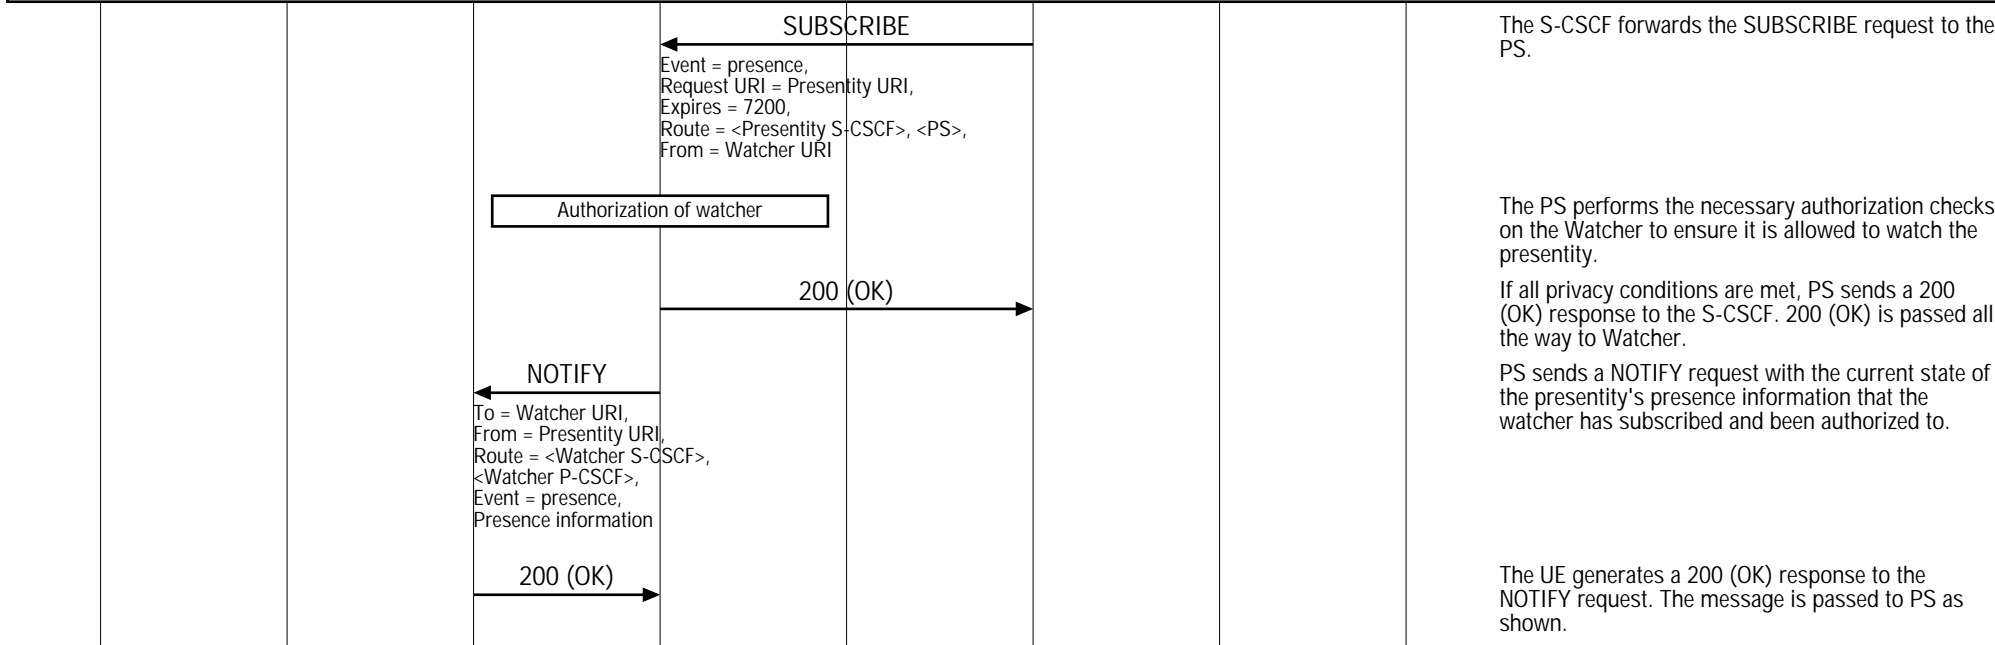 SUBSCRIBE
The S-CSCF forwards the SUBSCRIBE request to the
PS.
Event = presence,
Request URI = Presentity URI,
Expires = 7200,
Route = <Presentity S-CSCF>, <PS>,
From = Watcher URI
Authorization of watcher
The PS performs the necessary authorization checks
on the Watcher to ensure it is allowed to watch the
presentity.
200 (OK)
If all privacy conditions are met, PS sends a 200
(OK) response to the S-CSCF. 200 (OK) is passed all
the way to Watcher.
NOTIFY
PS sends a NOTIFY request with the current state of
the presentity's presence information that the
watcher has subscribed and been authorized to.
To = Watcher URI,
From = Presentity URI,
Route = <Watcher S-CSCF>,
<Watcher P-CSCF>,
Event = presence,
Presence information
200 (OK)
The UE generates a 200 (OK) response to the
NOTIFY request. The message is passed to PS as
shown.